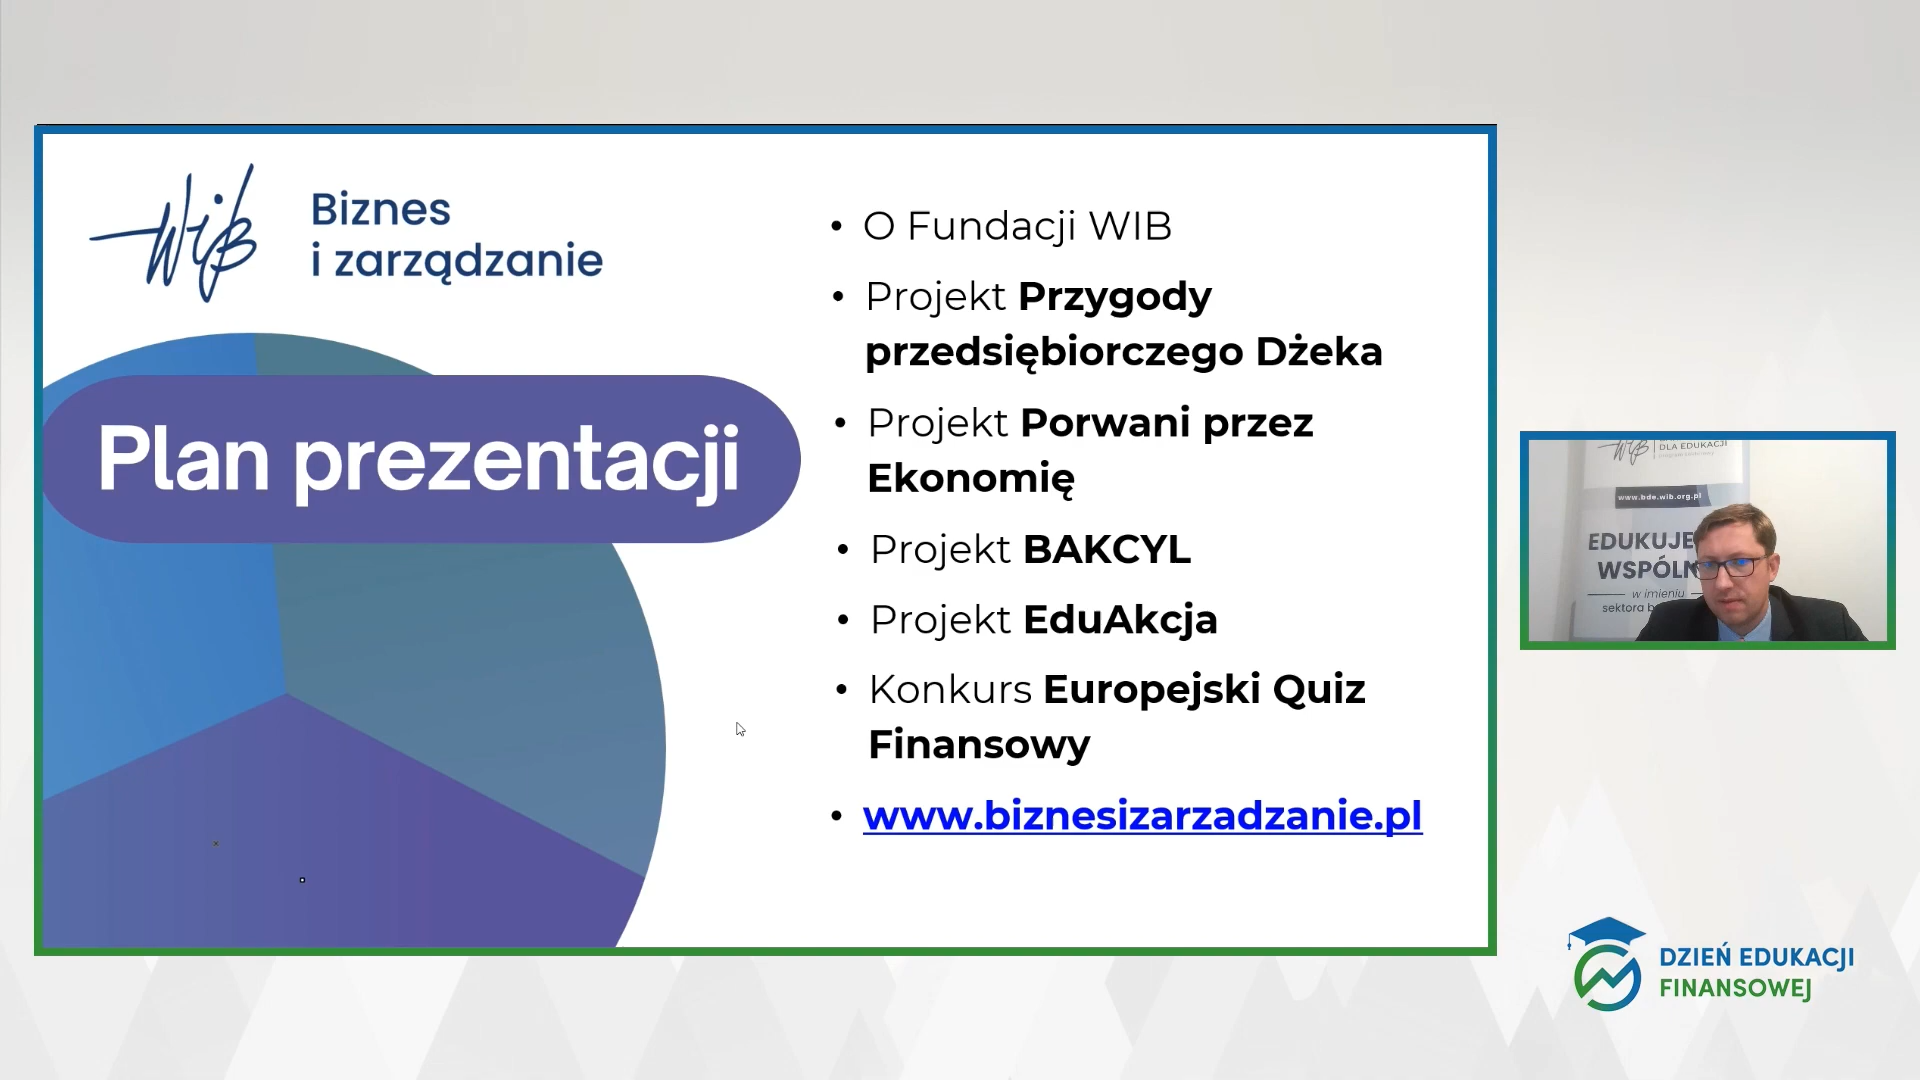 WiB
Biznes
i zarządzanie
Plan prezentacji
• O Fundacji WIB
• Projekt Przygody
przedsiębiorczego Dżeka
• Projekt Porwani przez
Ekonomię
• Projekt BAKCYL
• Projekt EduAkcja
• Konkurs Europejski Quiz
Finansowy
• www.biznesizarzadzanie.pl
WiB
DLA EDUKACJI
www.bde.wib.org.pl
EDUKUJE
WSPÓLN
w imieniu
sektora b
DZIEŃ EDUKACJI
FINANSOWEJ